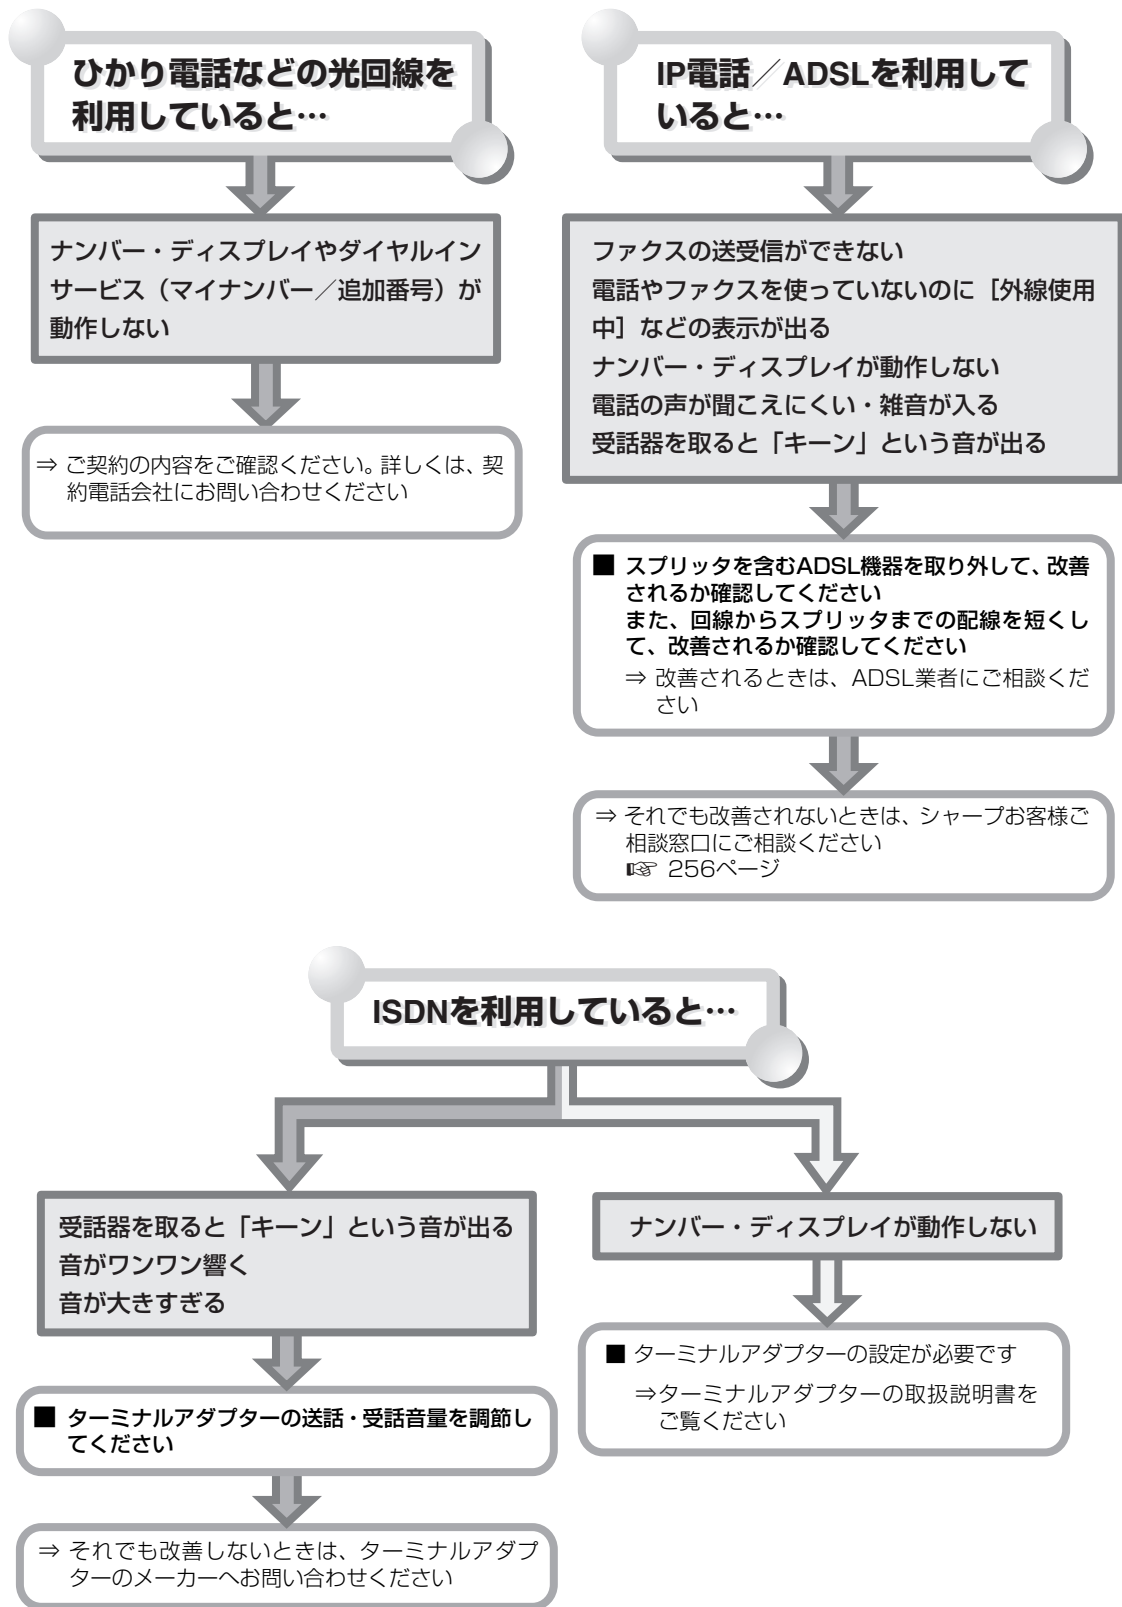 ひかり電話などの光回線を
利用していると…
ナンバー・ディスプレイやダイヤルイン
サービス（マイナンバー／追加番号）が
動作しない
⇒ ご契約の内容をご確認ください。詳しくは、契
約電話会社にお問い合わせください
IP電話／ADSLを利用して
いると…
ファクスの送受信ができない
電話やファクスを使っていないのに［外線使用
中］などの表示が出る
ナンバー・ディスプレイが動作しない
電話の声が聞こえにくい・雑音が入る
受話器を取ると「キーン」という音が出る
■ スプリッタを含むADSL機器を取り外して、改善
されるか確認してください
また、回線からスプリッタまでの配線を短くし
て、改善されるか確認してください
⇒ 改善されるときは、ADSL業者にご相談くだ
さい
⇒ それでも改善されないときは、シャープお客様ご
相談窓口にご相談ください
☞ 256ページ
ISDNを利用していると…
受話器を取ると「キーン」という音が出る
音がワンワン響く
音が大きすぎる
■ ターミナルアダプターの送話・受話音量を調節し
てください
⇒ それでも改善しないときは、ターミナルアダプ
ターのメーカーへお問い合わせください
ナンバー・ディスプレイが動作しない
■ ターミナルアダプターの設定が必要です
⇒ターミナルアダプターの取扱説明書を
ご覧ください